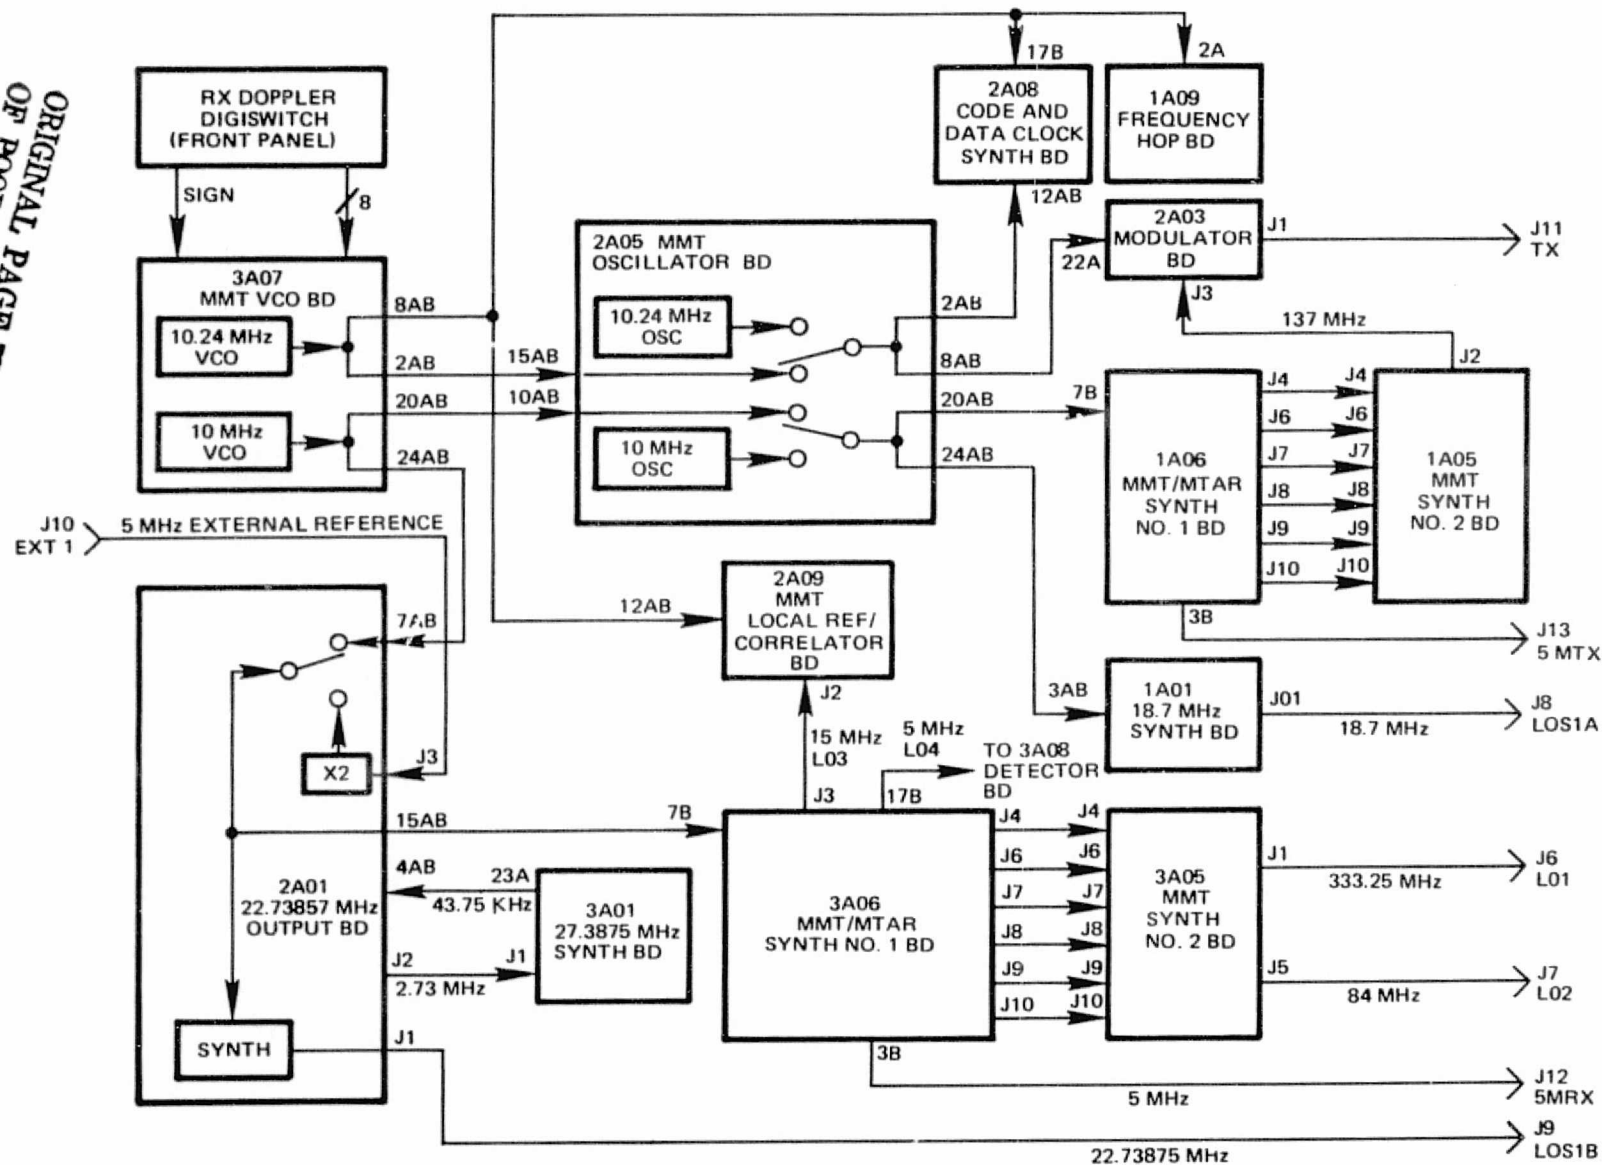 ORIGINAL PAGE
OF
17B
2A
RX DOPPLER
DIGISWITCH
(FRONT PANEL)
2A08
CODE AND
DATA CLOCK
SYNTH BD
1A09
FREQUENCY
HOP BD
SIGN
8
12AB
3A07
MMT VCO BD
10.24 MHz
VCO
10 MHz
VCO
8AB
2AB
20AB
24AB
15AB
10AB
2A05 MMT
OSCILLATOR BD
10.24 MHz
OSC
10 MHz
OSC
2AB
8AB
20AB
24AB
22A
2A03
MODULATOR
BD
J1
J11
TX
J3
137 MHz
J2
7B
1A06
MMT/MTAR
SYNTH
NO. 1 BD
J4 J4
J6 J6
J7 J7
J8 J8
J9 J9
J10 J10
1A05
MMT
SYNTH
NO. 2 BD
3B
J13
5 MTX
J10
EXT 1
5 MHz EXTERNAL REFERENCE
7AB
X2
J3
12AB
2A09
MMT
LOCAL REF/
CORRELATOR
BD
J2
3AB
1A01
18.7 MHz
SYNTH BD
J01
18.7 MHz
J8
LOS1A
15 MHz
L03
5 MHz
L04
TO 3A08
DETECTOR
BD
J3
17B
15AB
7B
4AB
23A
43.75 KHz
2A01
22.73857 MHz
OUTPUT BD
3A01
27.3875 MHz
SYNTH BD
J2
J1
2.73 MHz
3A06
MMT/MTAR
SYNTH NO. 1 BD
J4 J4
J6 J6
J7 J7
J8 J8
J9 J9
J10 J10
3A05
MMT
SYNTH
NO. 2 BD
J1
333.25 MHz
J6
L01
J5
84 MHz
J7
L02
SYNTH
J1
3B
5 MHz
J12
5MRX
22.73875 MHz
J9
LOS1B